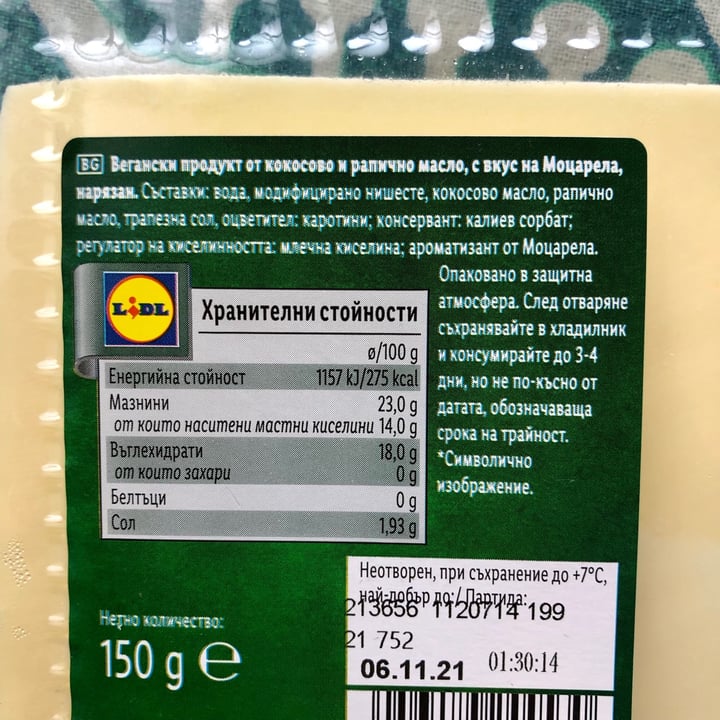 BG Вегански продукт от кокосово и рапично масло, с вкус на Моцарела,
нарязан. Съставки: вода, модифицирано нишесте, кокосово масло, рапично
масло, трапезна сол, оцветител: каротини; консервант: калиев сорбат;
регулатор на киселинността: млечна киселина; ароматизант от Моцарела.
LIDL
Хранителни стойности
ø/100 g
Енергийна стойност 1157 kJ/275 kcal
Мазнини 23,0 g
от които наситени мастни киселини 14,0 g
Въглехидрати 18,0 g
от които захари 0 g
Белтъци 0 g
Сол 1,93 g
Опаковано в защитна
атмосфера. След отваряне
съхранявайте в хладилник
и консумирайте до 3-4
дни, но не по-късно от
датата, обозначаваща
срока на трайност.
*Символично
изображение.
Нетно количество:
150 g e
Неотворен, при съхранение до +7°C,
най-добър до:/ Партида:
213656 1120714 199
21 752
06.11.21 01:30:14